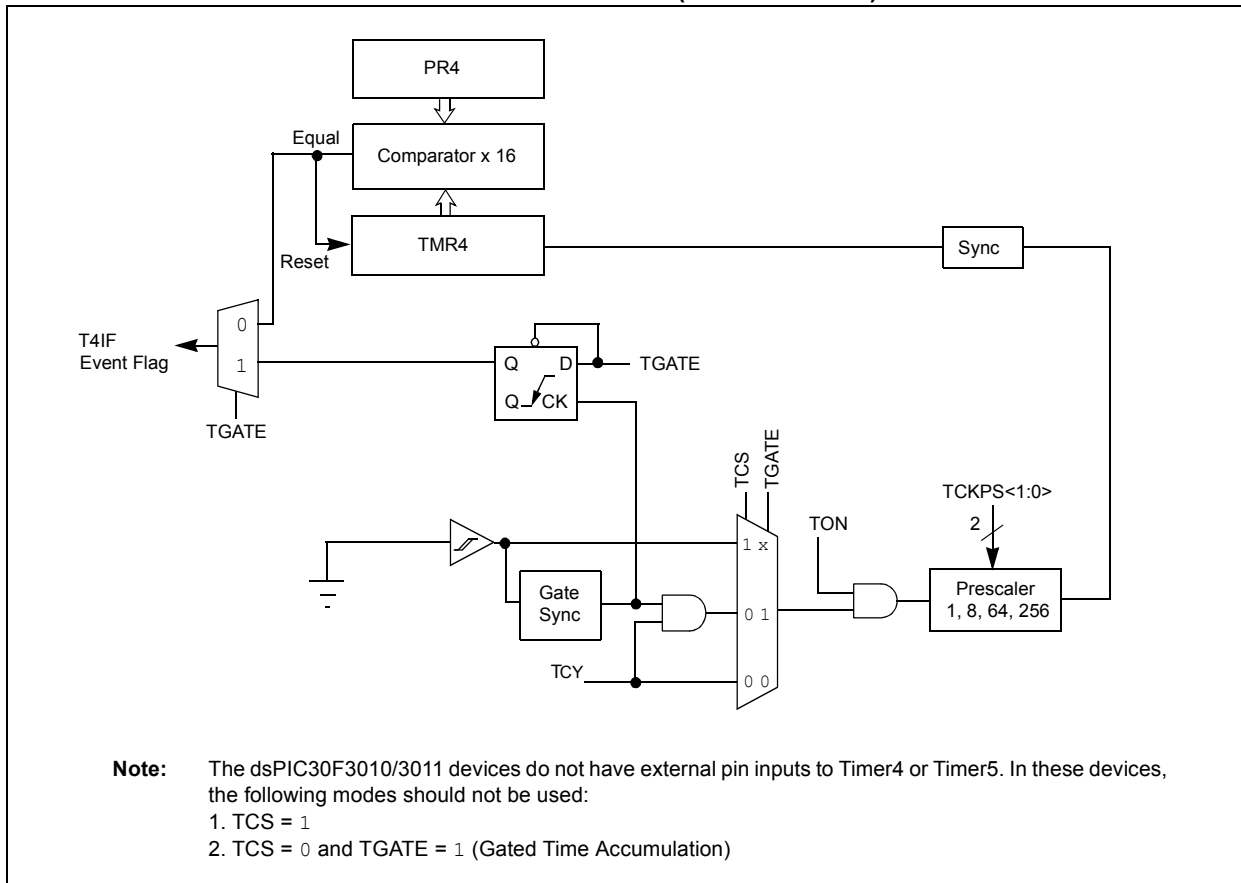 PR4
Equal
Comparator x 16
TMR4
Sync
Reset
0
T4IF
Event Flag
1
Q D
TGATE
Q CK
TGATE
TCS
TGATE
TCKPS<1:0>
TON
2
1 x
Prescaler
1, 8, 64, 256
Gate
Sync
0 1
TCY
0 0
Note: The dsPIC30F3010/3011 devices do not have external pin inputs to Timer4 or Timer5. In these devices,
the following modes should not be used:
1. TCS = 1
2. TCS = 0 and TGATE = 1 (Gated Time Accumulation)